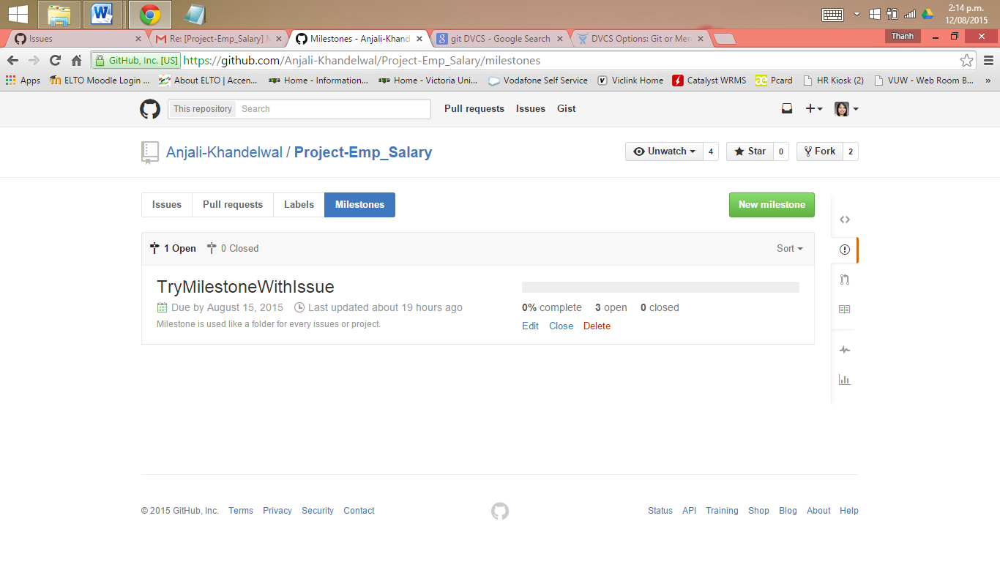 2:14 p.m.
12/08/2015
Issues
Re: [Project-Emp_Salary] M
Milestones - Anjali-Khand
git DVCS - Google Search
DVCS Options: Git or Mer
Thanh
GitHub, Inc. [US]
https://github.com/Anjali-Khandelwal/Project-Emp_Salary/milestones
Apps
ELTO Moodle Login ...
About ELTO | Accen...
Home - Information...
Home - Victoria Uni...
Vodafone Self Service
Viclink Home
Catalyst WRMS
Pcard
HR Kiosk (2)
VUW - Web Room B...
»
This repository
Search
Pull requests
Issues
Gist
Anjali-Khandelwal / Project-Emp_Salary
Unwatch 4
Star 0
Fork 2
Issues
Pull requests
Labels
Milestones
New milestone
1 Open
0 Closed
Sort
TryMilestoneWithIssue
Due by August 15, 2015
Last updated about 19 hours ago
Milestone is used like a folder for every issues or project.
0% complete 3 open 0 closed
Edit Close Delete
© 2015 GitHub, Inc. Terms Privacy Security Contact
Status API Training Shop Blog About Help